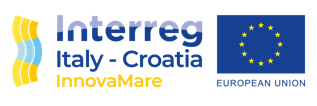 Interreg
Italy - Croatia
InnovaMare
EUROPEAN UNION